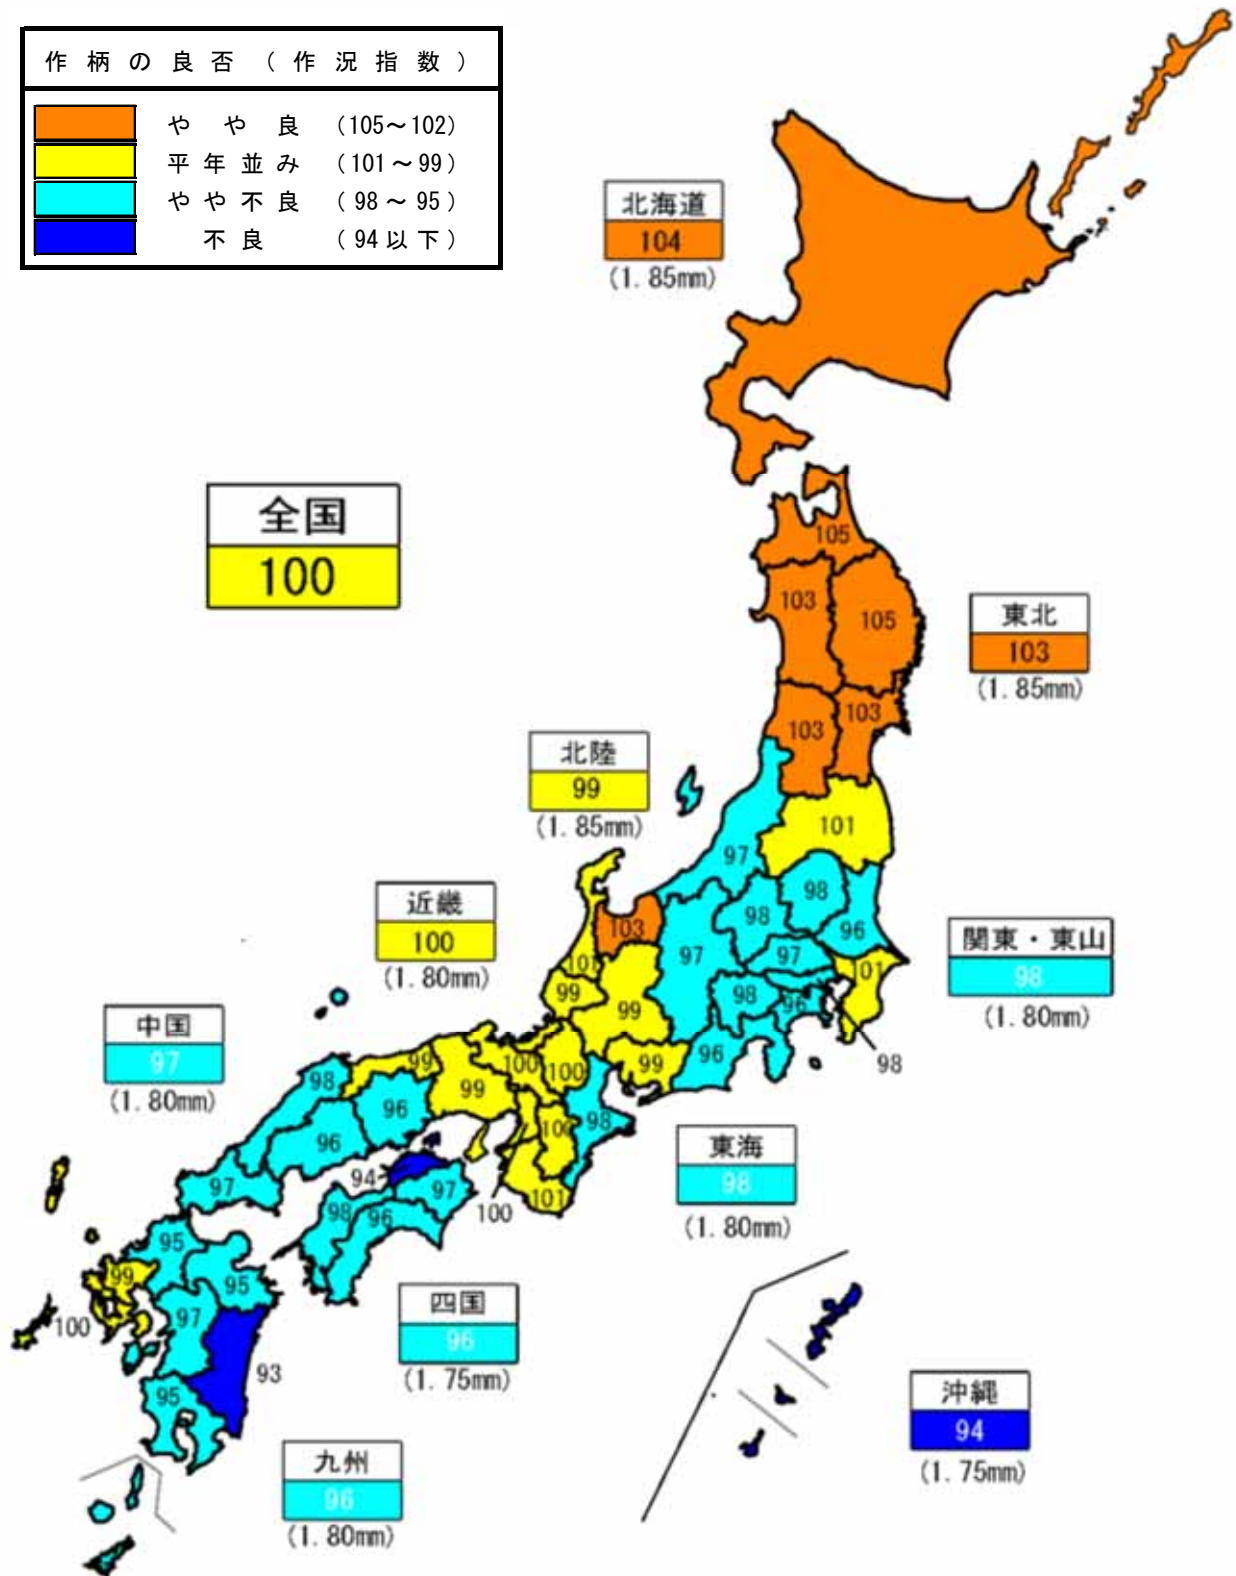 作柄の良否（作況指数）
やや良（105～102）
平年並み（101～99）
やや不良（98～95）
不良（94以下）
北海道
104
(1.85mm)
全国
100
105
103
105
東北
103
(1.85mm)
103
103
北陸
99
(1.85mm)
101
97
98
98
96
近畿
100
(1.80mm)
103
97
97
101
関東・東山
98
(1.80mm)
101
99
99
98
96
98
中国
97
(1.80mm)
99
100
100
99
96
98
99
96
96
100
98
東海
98
(1.80mm)
97
94
97
101
100
98
96
95
99
95
四国
96
(1.75mm)
97
100
93
95
沖縄
94
(1.75mm)
九州
96
(1.80mm)